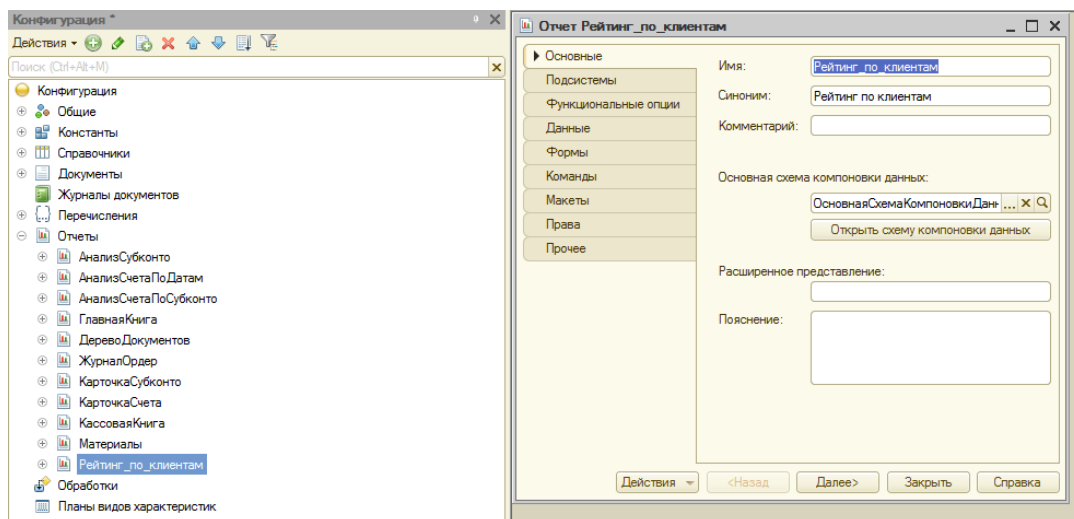 Конфигурация *
Действия
Поиск (Ctrl+Alt+M)
Конфигурация
Общие
Константы
Справочники
Документы
Журналы документов
Перечисления
Отчеты
АнализСубконто
АнализСчетаПоДатам
АнализСчетаПоСубконто
ГлавнаяКнига
ДеревоДокументов
ЖурналОрдер
КарточкаСубконто
КарточкаСчета
КассоваяКнига
Материалы
Рейтинг_по_клиентам
Обработки
Планы видов характеристик
Отчет Рейтинг_по_клиентам
Основные
Подсистемы
Функциональные опции
Данные
Формы
Команды
Макеты
Права
Прочее
Имя: Рейтинг_по_клиентам
Синоним: Рейтинг по клиентам
Комментарий:
Основная схема компоновки данных:
ОсновнаяСхемаКомпоновкиДанн ...
Открыть схему компоновки данных
Расширенное представление:
Пояснение:
Действия <Назад Далее> Закрыть Справка